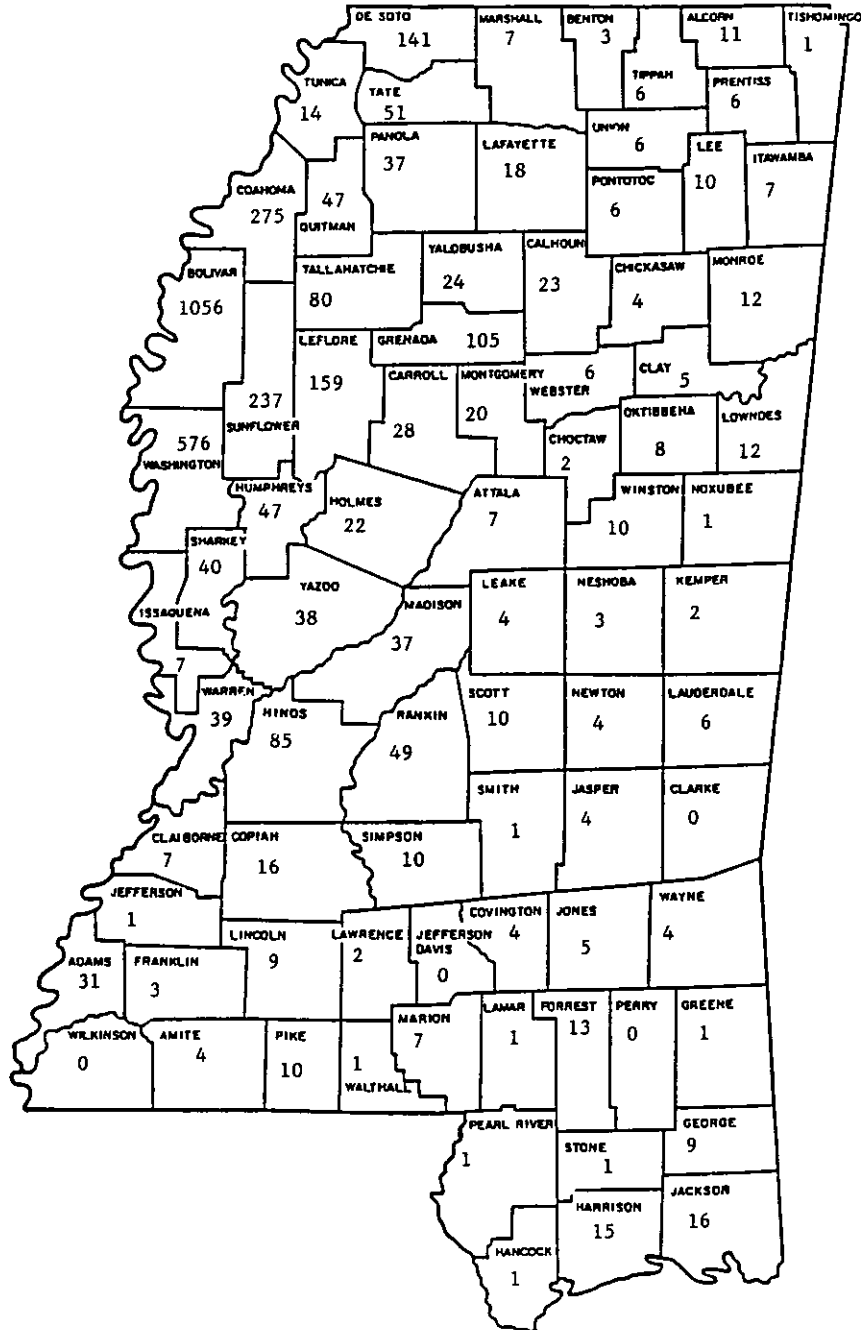 DE SOTO
141
MARSHALL
7
BENTON
3
TIPPAH
6
ALCORN
11
TISHOMINGO
1
PRENTISS
6
TUNICA
14
TATE
51
PANOLA
37
LAFAYETTE
18
UNION
6
LEE
10
ITAWAMBA
7
PONTOTOC
6
COAHOMA
275
47
QUITMAN
BOLIVAR
1056
TALLAHATCHIE
80
YALOBUSHA
24
CALHOUN
23
CHICKASAW
4
MONROE
12
LEFLORE
159
GRENADA
105
237
SUNFLOWER
CARROLL
28
MONTGOMERY
20
6
WEBSTER
CLAY
5
576
WASHINGTON
CHOCTAW
2
OKTIBBEHA
8
LOWNDES
12
HUMPHREYS
47
HOLMES
22
ATTALA
7
WINSTON
10
NOXUBEE
1
SHARKEY
40
ISSAQUENA
7
YAZOO
38
MADISON
37
LEAKE
4
NESHOBA
3
KEMPER
2
WARREN
39
HINDS
85
RANKIN
49
SCOTT
10
NEWTON
4
LAUDERDALE
6
SMITH
1
JASPER
4
CLARKE
0
CLAIBORNE
7
COPIAH
16
SIMPSON
10
JEFFERSON
1
LINCOLN
9
LAWRENCE
2
JEFFERSON
DAVIS
0
COVINGTON
4
JONES
5
WAYNE
4
ADAMS
31
FRANKLIN
3
WILKINSON
0
AMITE
4
PIKE
10
1
WALTHALL
MARION
7
LAMAR
1
FORREST
13
PERRY
0
GREENE
1
PEARL RIVER
1
STONE
1
GEORGE
9
HANCOCK
1
HARRISON
15
JACKSON
16